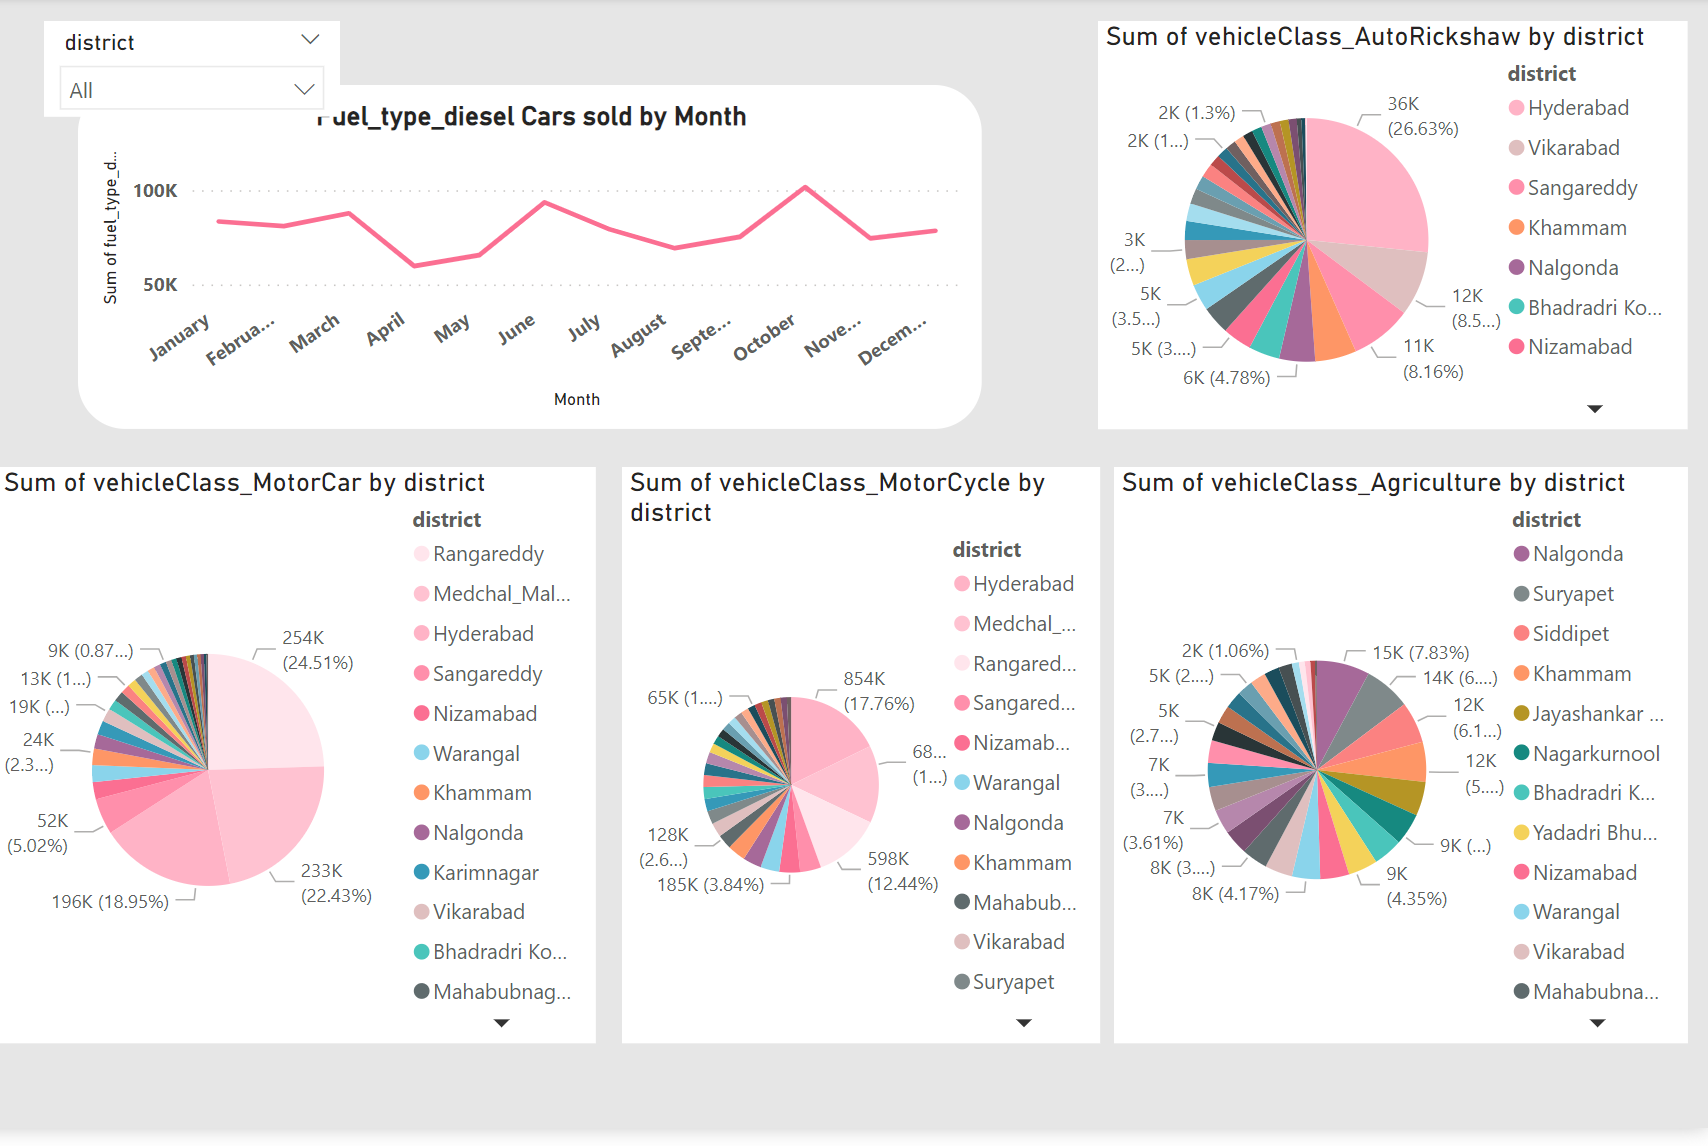 district
All
Fuel_type_diesel Cars sold by Month
Sum of fuel_type_d...
100K
50K
January
Februa...
March
April
May
June
July
August
Septe...
October
Nove...
Decem...
Month
Sum of vehicleClass_AutoRickshaw by district
36K
(26.63%)
12K
(8.5...)
11K
(8.16%)
6K (4.78%)
5K (3....)
5K
(3.5...)
3K
(2...)
2K (1...)
2K (1.3%)
district
Hyderabad
Vikarabad
Sangareddy
Khammam
Nalgonda
Bhadradri Ko...
Nizamabad
Sum of vehicleClass_MotorCar by district
254K
(24.51%)
233K
(22.43%)
196K (18.95%)
52K
(5.02%)
24K
(2.3...)
19K (...)
13K (1...)
9K (0.87...)
district
Rangareddy
Medchal_Mal...
Hyderabad
Sangareddy
Nizamabad
Warangal
Khammam
Nalgonda
Karimnagar
Vikarabad
Bhadradri Ko...
Mahabubnag...
Sum of vehicleClass_MotorCycle by
district
854K
(17.76%)
68...
(1...)
598K
(12.44%)
185K (3.84%)
128K
(2.6...)
65K (1....)
district
Hyderabad
Medchal_...
Rangared...
Sangared...
Nizamab...
Warangal
Nalgonda
Khammam
Mahabub...
Vikarabad
Suryapet
Sum of vehicleClass_Agriculture by district
15K (7.83%)
14K (6....)
12K
(6.1...)
12K
(5....)
9K (...)
9K
(4.35%)
8K (4.17%)
8K (3....)
7K
(3.61%)
7K
(3....)
5K
(2.7...)
5K (2....)
2K (1.06%)
district
Nalgonda
Suryapet
Siddipet
Khammam
Jayashankar ...
Nagarkurnool
Bhadradri K...
Yadadri Bhu...
Nizamabad
Warangal
Vikarabad
Mahabubna...